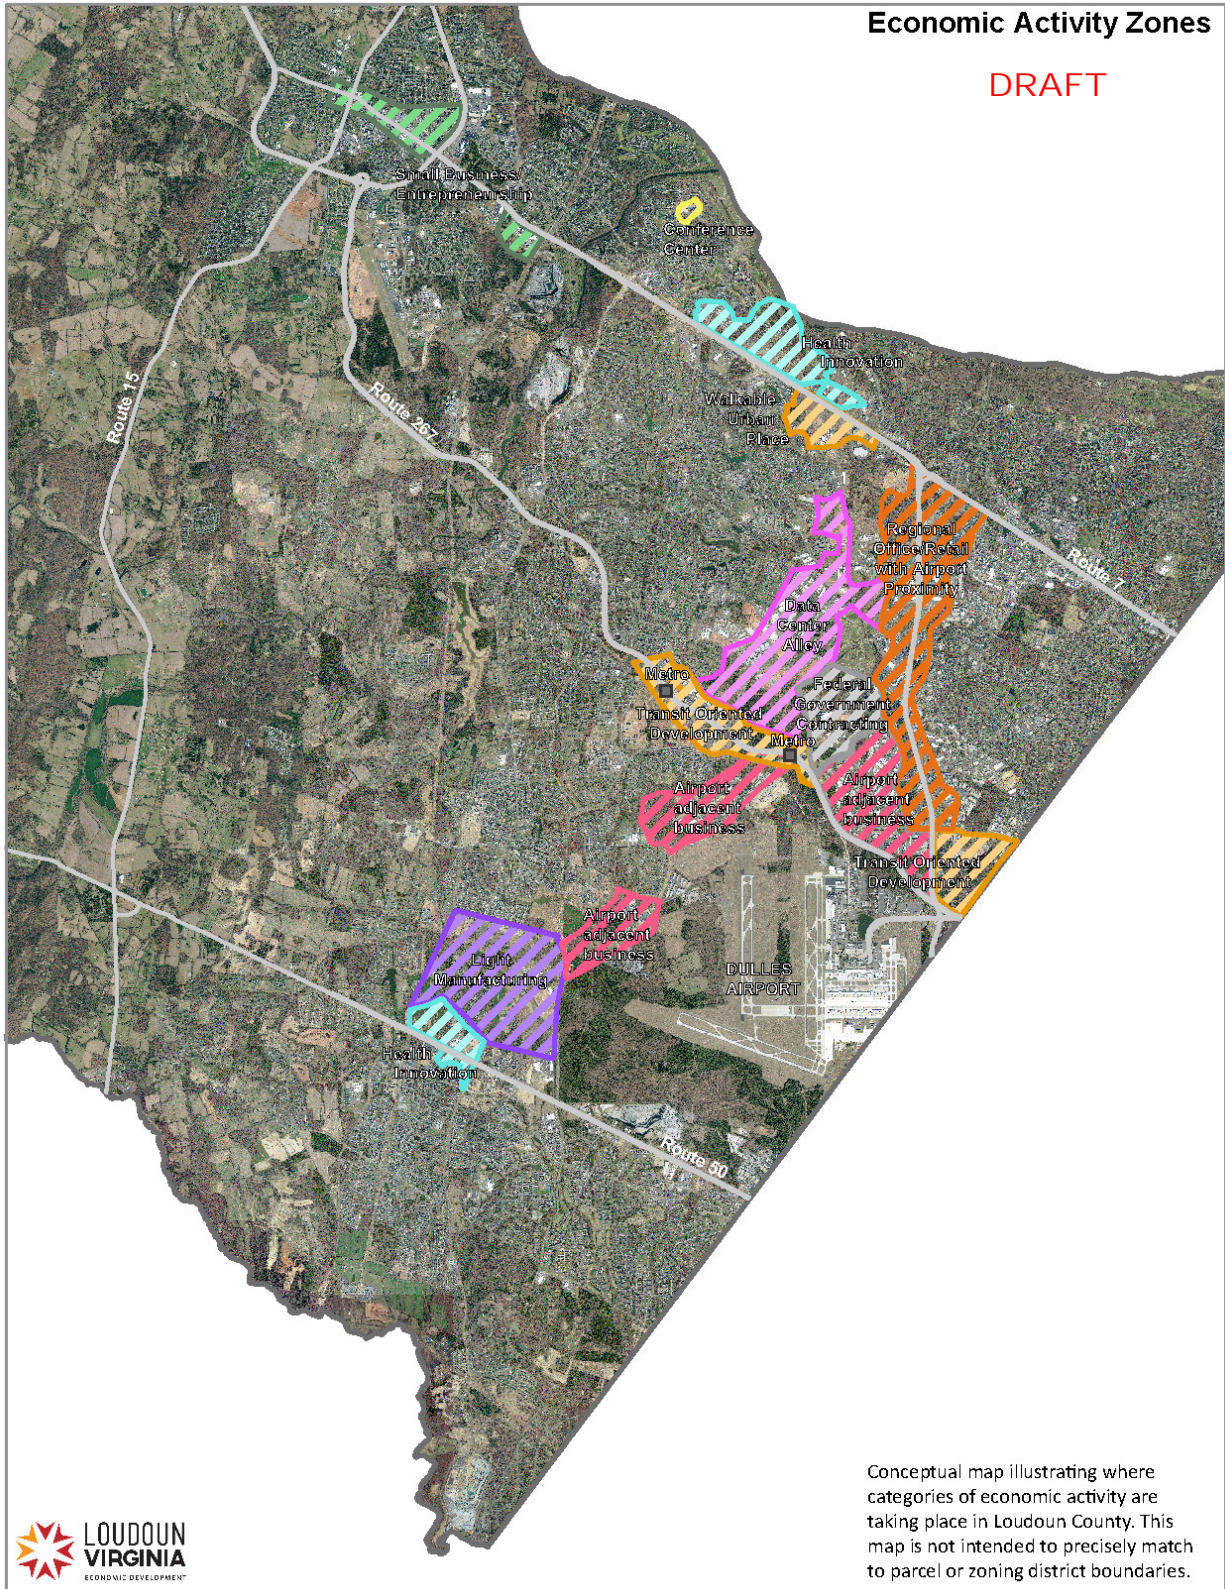 Economic Activity Zones
DRAFT
Small Business/
Entrepreneurship
Conference
Center
Health
Innovation
Walkable
Urban
Place
Route 15
Route 267
Regional
Office/Retail
with Airport
Proximity
Route 7
Data
Center
Alley
Metro
Federal
Government
Contracting
Transit Oriented
Development
Metro
Airport
adjacent
business
Airport
adjacent
business
Transit Oriented
Development
Airport
adjacent
business
Light
Manufacturing
DULLES
AIRPORT
Health
Innovation
Route 50
Conceptual map illustrating where
categories of economic activity are
taking place in Loudoun County. This
map is not intended to precisely match
to parcel or zoning district boundaries.
LOUDOUN
VIRGINIA
ECONOMIC DEVELOPMENT